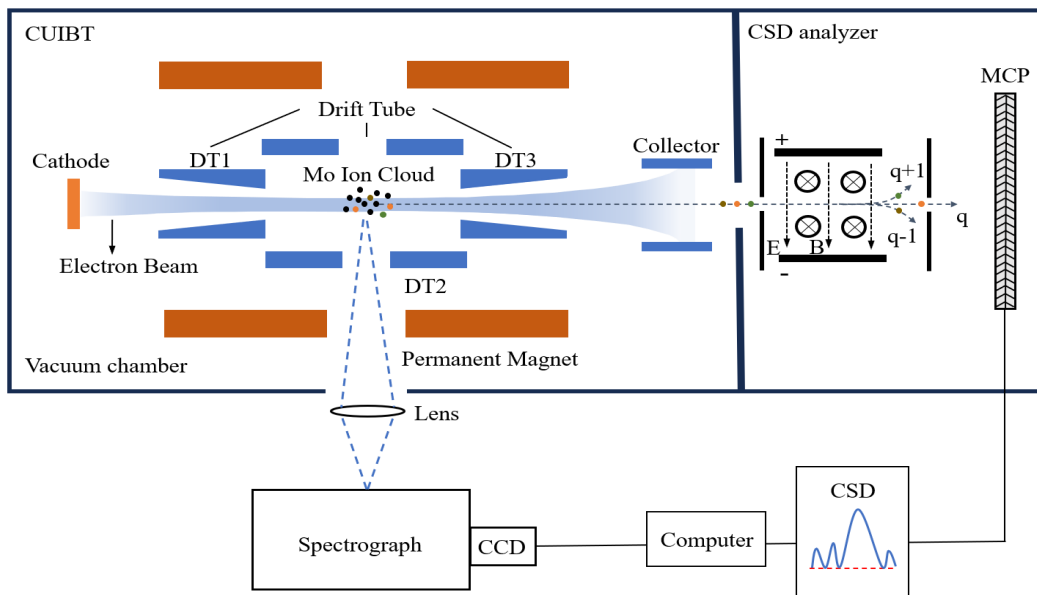 CUIBT
CSD analyzer
MCP
Drift Tube
Cathode
DT1
DT3
Collector
Mo Ion Cloud
+
q+1
q
q-1
E
B
-
Electron Beam
DT2
Vacuum chamber
Permanent Magnet
Lens
CSD
Spectrograph
CCD
Computer